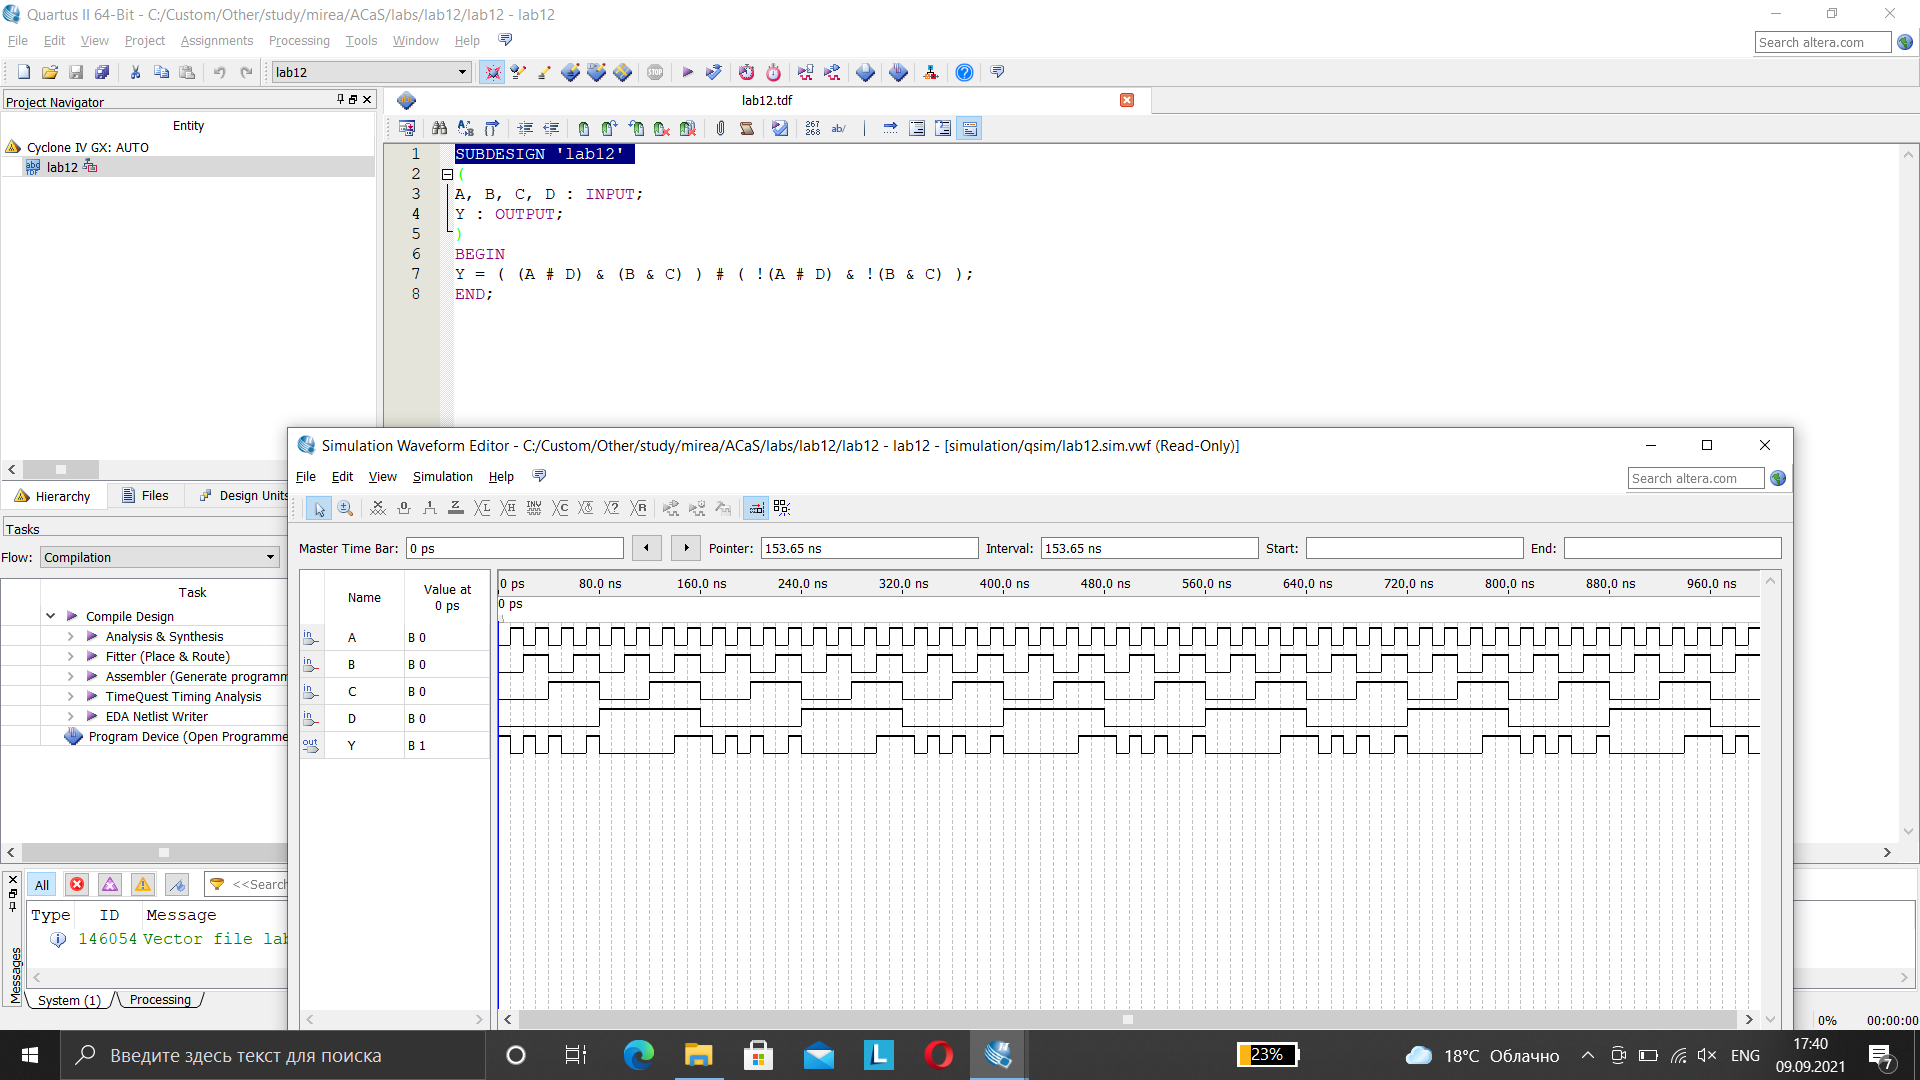 Quartus II 64-Bit - C:/Custom/Other/study/mirea/ACaS/labs/lab12/lab12 - lab12
File Edit View Project Assignments Processing Tools Window Help
Search altera.com
lab12
Project Navigator
Entity
Cyclone IV GX: AUTO
lab12
Hierarchy Files Design Units
Tasks
Flow: Compilation
Task
Compile Design
Analysis & Synthesis
Fitter (Place & Route)
Assembler (Generate programm
TimeQuest Timing Analysis
EDA Netlist Writer
Program Device (Open Programme
lab12.tdf
1 SUBDESIGN 'lab12'
2 (
3 A, B, C, D : INPUT;
4 Y : OUTPUT;
5 )
6 BEGIN
7 Y = ( (A # D) & (B & C) ) # ( !(A # D) & !(B & C) );
8 END;
Simulation Waveform Editor - C:/Custom/Other/study/mirea/ACaS/labs/lab12/lab12 - lab12 - [simulation/qsim/lab12.sim.vwf (Read-Only)]
File Edit View Simulation Help
Search altera.com
Master Time Bar: 0 ps Pointer: 153.65 ns Interval: 153.65 ns Start: End:
Name Value at 0 ps
0 ps 80.0 ns 160.0 ns 240.0 ns 320.0 ns 400.0 ns 480.0 ns 560.0 ns 640.0 ns 720.0 ns 800.0 ns 880.0 ns 960.0 ns
0 ps
in A B 0
in B B 0
in C B 0
in D B 0
out Y B 1
All <<Search
Type ID Message
146054 Vector file lab
Messages
System (1) Processing
0% 00:00:00
Введите здесь текст для поиска
23%
18°C Облачно
ENG
17:40
09.09.2021
7